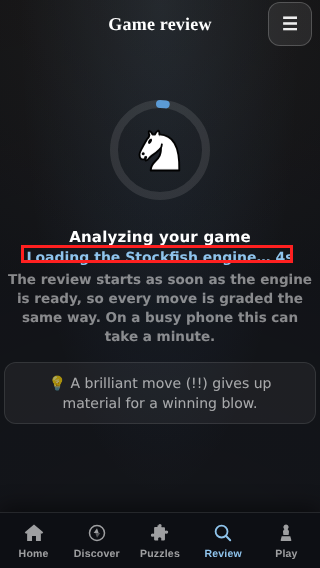 Game review
Analyzing your game
Loading the Stockfish engine... 4s
The review starts as soon as the engine
is ready, so every move is graded the
same way. On a busy phone this can
take a minute.
💡 A brilliant move (!!) gives up
material for a winning blow.
Home Discover Puzzles Review Play